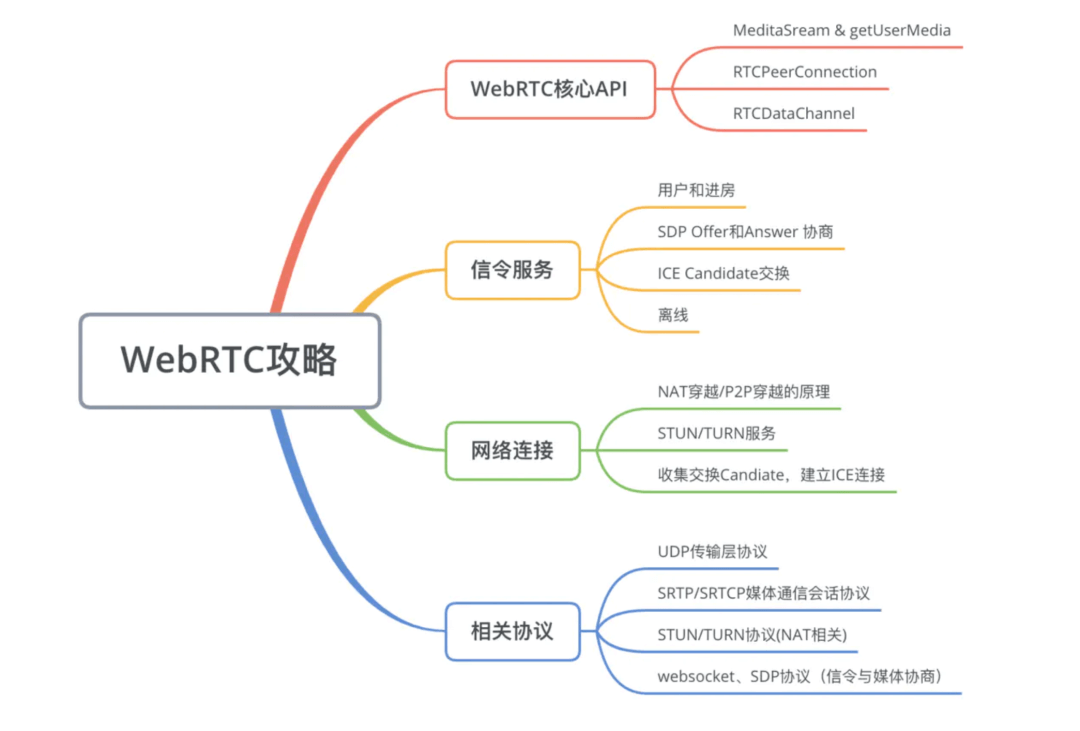 WebRTC攻略
WebRTC核心API
MeditaSream & getUserMedia
RTCPeerConnection
RTCDataChannel
信令服务
用户和进房
SDP Offer和Answer 协商
ICE Candidate交换
离线
网络连接
NAT穿越/P2P穿越的原理
STUN/TURN服务
收集交换Candiate，建立ICE连接
相关协议
UDP传输层协议
SRTP/SRTCP媒体通信会话协议
STUN/TURN协议(NAT相关)
websocket、SDP协议（信令与媒体协商）